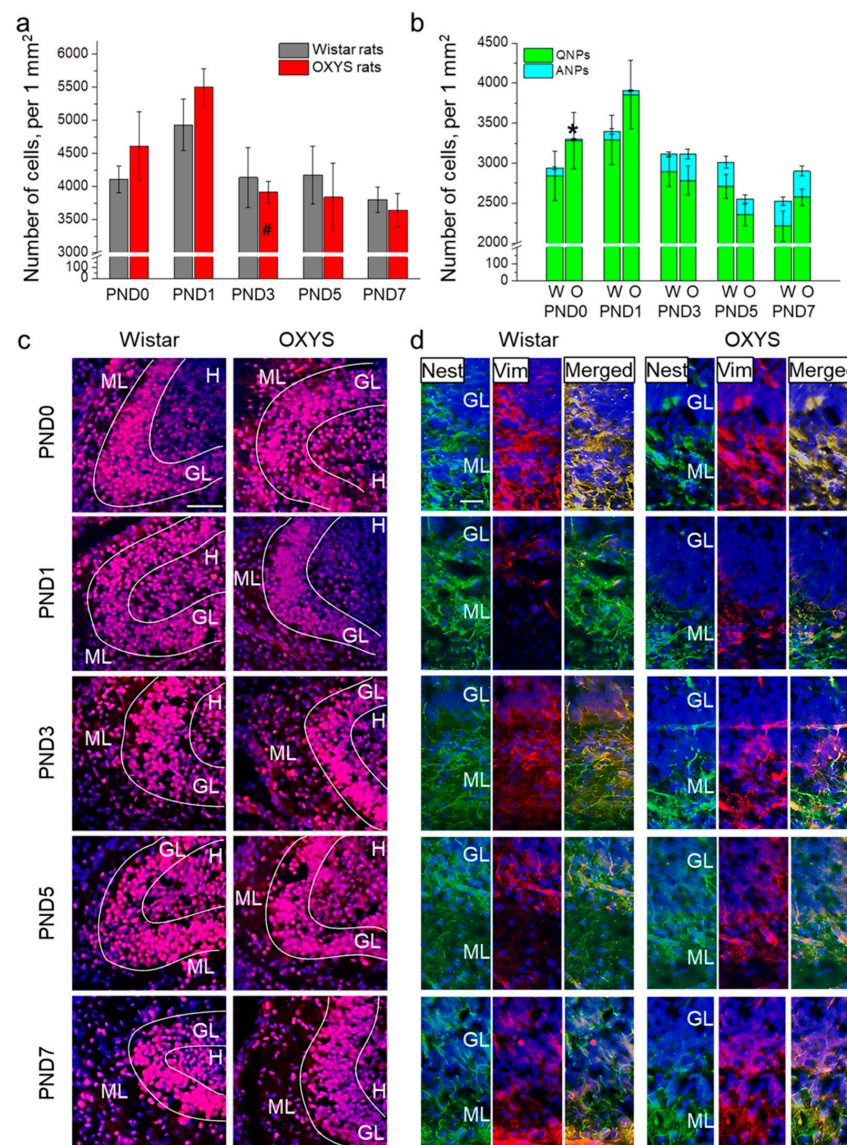 a
Number of cells, per 1 mm²
6000
5500
5000
4500
4000
3500
3000
100
0
Wistar rats
OXYS rats
#
PND0 PND1 PND3 PND5 PND7
b
Number of cells, per 1 mm²
4500
4000
3500
3000
2500
2000
100
0
QNPs
ANPs
*
W O W O W O W O W O
PND0 PND1 PND3 PND5 PND7
c
Wistar OXYS
PND0
ML H GL
ML GL H
PND1
H GL ML
H ML GL
PND3
H ML GL
GL H ML
PND5
GL H ML
H ML GL
PND7
GL H ML
H GL ML
d
Wistar OXYS
Nest Vim Merged Nest Vim Merged
GL GL
ML ML
GL GL
ML ML
GL GL
ML ML
GL GL
ML ML
GL GL
ML ML